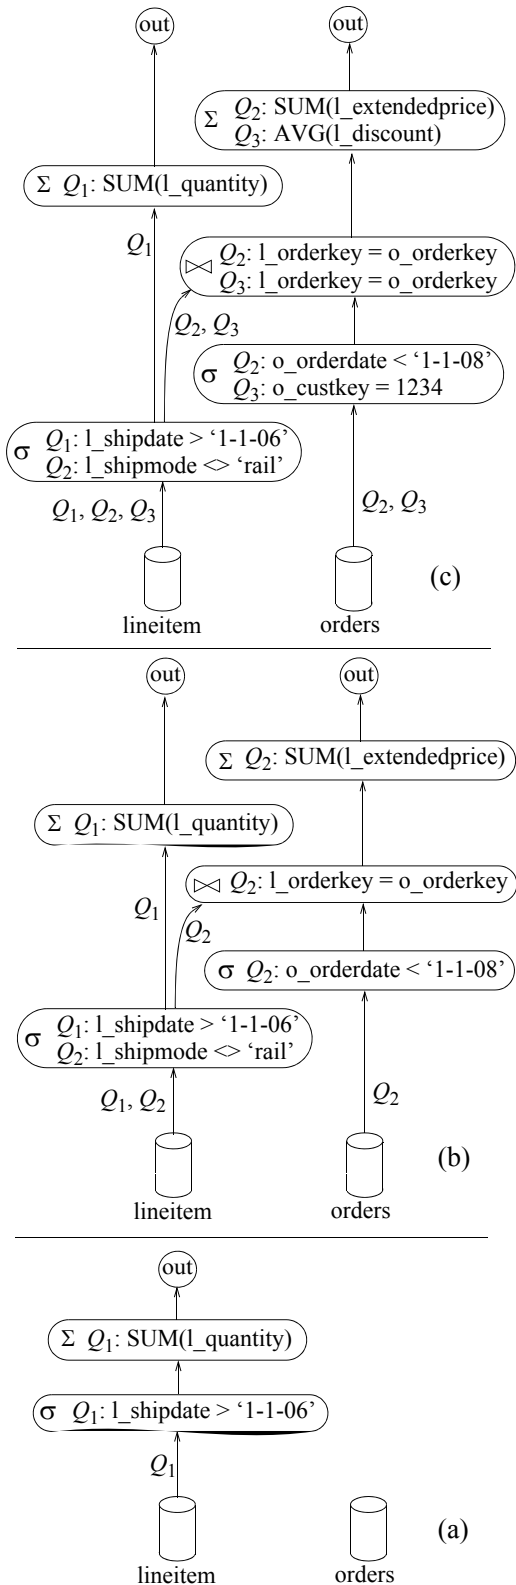 out
out
Σ Q2: SUM(l_extendedprice)
Q3: AVG(l_discount)
Σ Q1: SUM(l_quantity)
Q1
⋈ Q2: l_orderkey = o_orderkey
Q3: l_orderkey = o_orderkey
Q2, Q3
σ Q2: o_orderdate < ‘1-1-08’
Q3: o_custkey = 1234
σ Q1: l_shipdate > ‘1-1-06’
Q2: l_shipmode <> ‘rail’
Q1, Q2, Q3
Q2, Q3
(c)
lineitem
orders
out
out
Σ Q2: SUM(l_extendedprice)
Σ Q1: SUM(l_quantity)
⋈ Q2: l_orderkey = o_orderkey
Q1
Q2
σ Q2: o_orderdate < ‘1-1-08’
σ Q1: l_shipdate > ‘1-1-06’
Q2: l_shipmode <> ‘rail’
Q1, Q2
Q2
(b)
lineitem
orders
out
Σ Q1: SUM(l_quantity)
σ Q1: l_shipdate > ‘1-1-06’
Q1
(a)
lineitem
orders